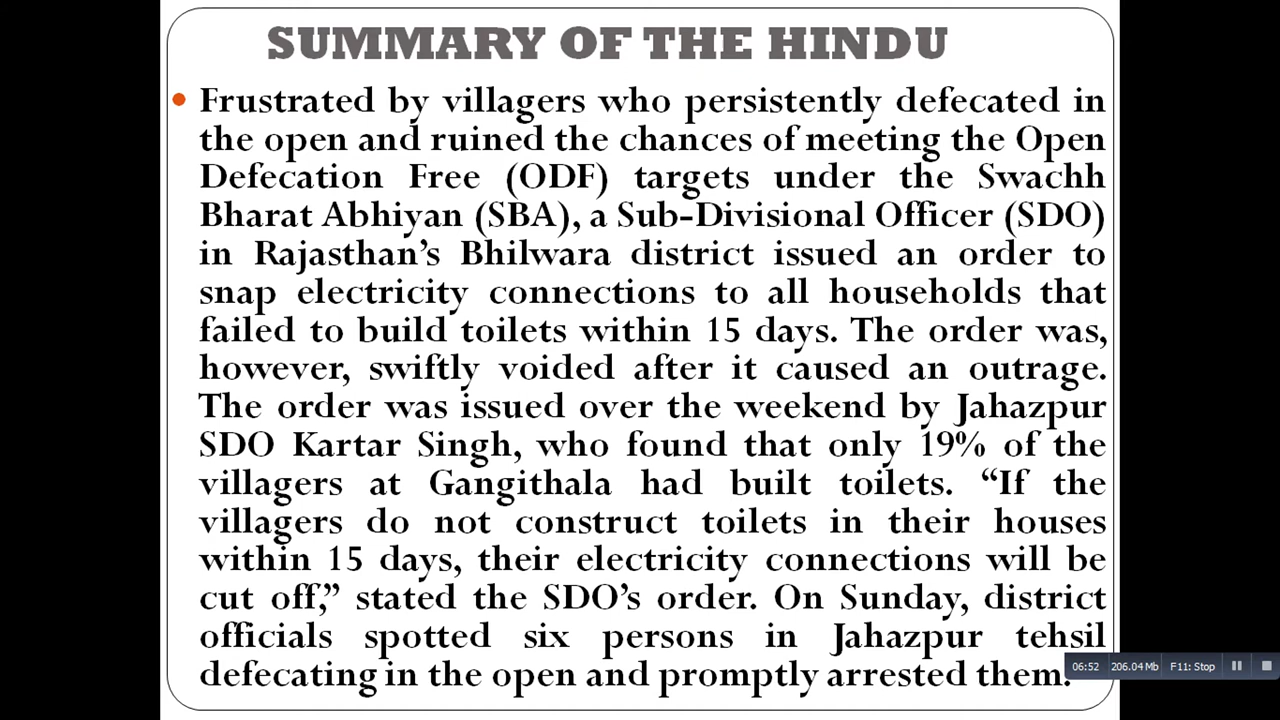 SUMMARY OF THE HINDU
Frustrated by villagers who persistently defecated in
the open and ruined the chances of meeting the Open
Defecation Free (ODF) targets under the Swachh
Bharat Abhiyan (SBA), a Sub-Divisional Officer (SDO)
in Rajasthan's Bhilwara district issued an order to
snap electricity connections to all households that
failed to build toilets within 15 days. The order was,
however, swiftly voided after it caused an outrage.
The order was issued over the weekend by Jahazpur
SDO Kartar Singh, who found that only 19% of the
villagers at Gangithala had built toilets. “If the
villagers do not construct toilets in their houses
within 15 days, their electricity connections will be
cut off,” stated the SDO's order. On Sunday, district
officials spotted six persons in Jahazpur tehsil
defecating in the open and promptly arrested them.
06:52 206.04 Mb F11: Stop